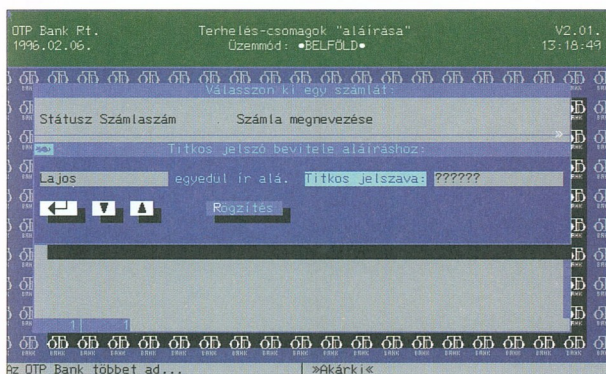 OTP Bank Rt. Terhelés-csomagok "aláírása" V2.01.
1996.02.06. Üzemmód: •BELFÖLD• 13:18:49
Válasszon ki egy számlát:
Státusz Számlaszám . Számla megnevezése
»
Titkos jelszó bevitele aláíráshoz:
Lajos egyedül ír alá. Titkos jelszava: ??????
Rögzítés
1 1
Az OTP Bank többet ad... »Akárki«